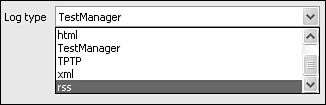 Log type TestManager
html
TestManager
TPTP
xml
rss